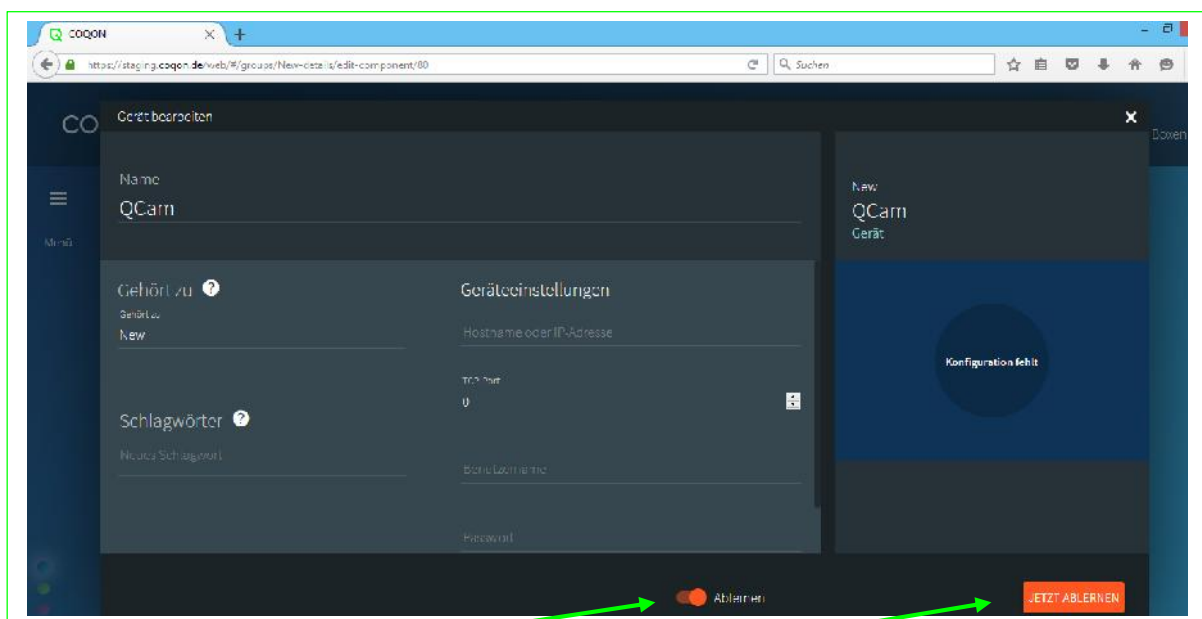 COQON
https://staging.coqon.de/web/#/groups/New-details/edit-component/80
Suchen
CO
Gerät bearbeiten
Boxen
Name
QCam
New
QCam
Gerät
Menü
Gehört zu ?
Geräteeinstellungen
Gehört zu
New
Hostname oder IP-Adresse
Konfiguration fehlt
TCP Port
0
Schlagwörter ?
Neues Schlagwort
Benutzername
Passwort
Ablernen
JETZT ABLERNEN